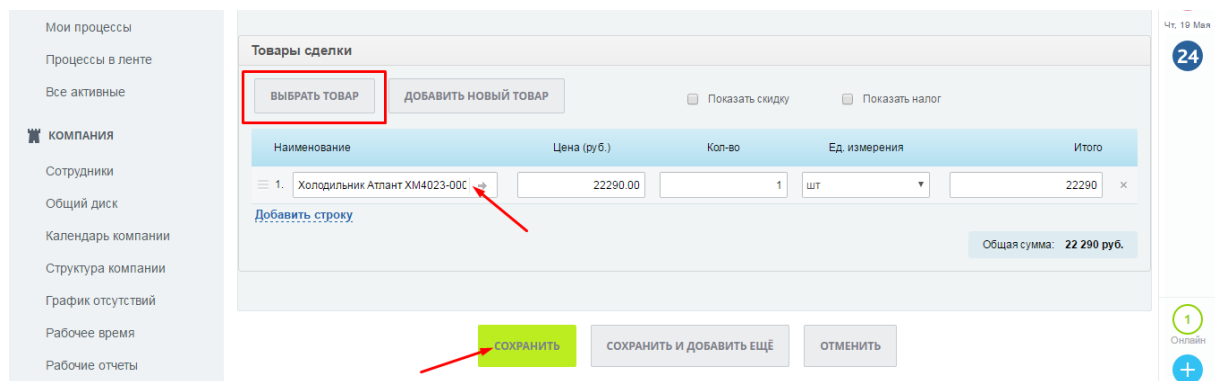 Мои процессы
Процессы в ленте
Все активные
КОМПАНИЯ
Сотрудники
Общий диск
Календарь компании
Структура компании
График отсутствий
Рабочее время
Рабочие отчеты
Товары сделки
ВЫБРАТЬ ТОВАР ДОБАВИТЬ НОВЫЙ ТОВАР Показать скидку Показать налог
Наименование Цена (руб.) Кол-во Ед. измерения Итого
1. Холодильник Атлант ХМ4023-000 22290.00 1 шт 22290 ×
Добавить строку
Общая сумма: 22 290 руб.
СОХРАНИТЬ СОХРАНИТЬ И ДОБАВИТЬ ЕЩЁ ОТМЕНИТЬ
Чт, 19 Мая
24
1
Онлайн